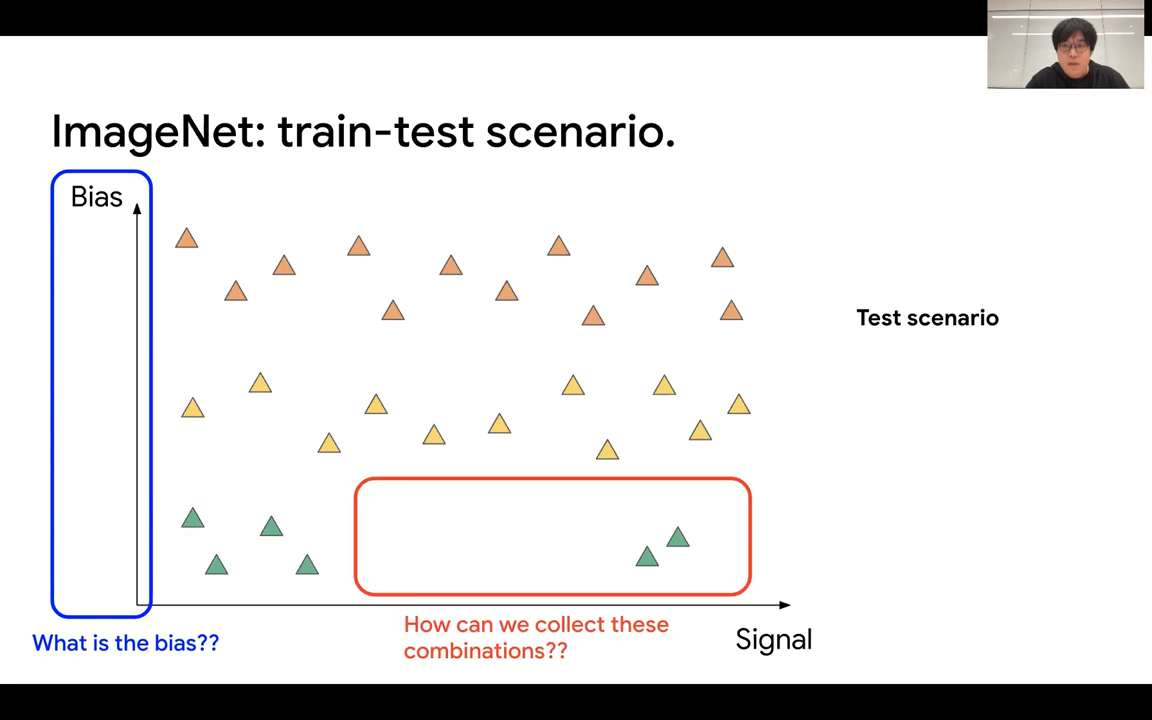 ImageNet: train-test scenario.
Bias
Test scenario
What is the bias??
How can we collect these
combinations??
Signal